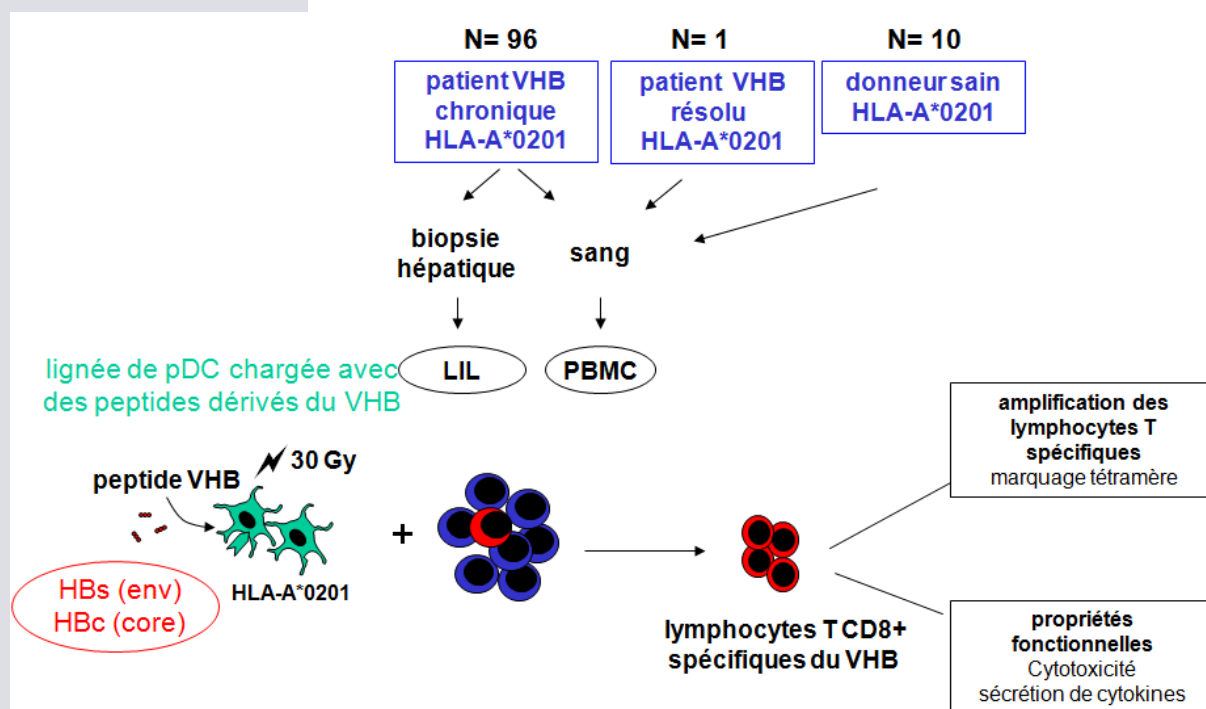 N= 96
N= 1
N= 10
patient VHB
chronique
HLA-A*0201
patient VHB
résolu
HLA-A*0201
donneur sain
HLA-A*0201
biopsie
hépatique
sang
LIL
PBMC
lignée de pDC chargée avec
des peptides dérivés du VHB
30 Gy
peptide VHB
+
HLA-A*0201
HBs (env)
HBc (core)
lymphocytes T CD8+
spécifiques du VHB
amplification des
lymphocytes T
spécifiques
marquage tétramère
propriétés
fonctionnelles
Cytotoxicité
sécrétion de cytokines